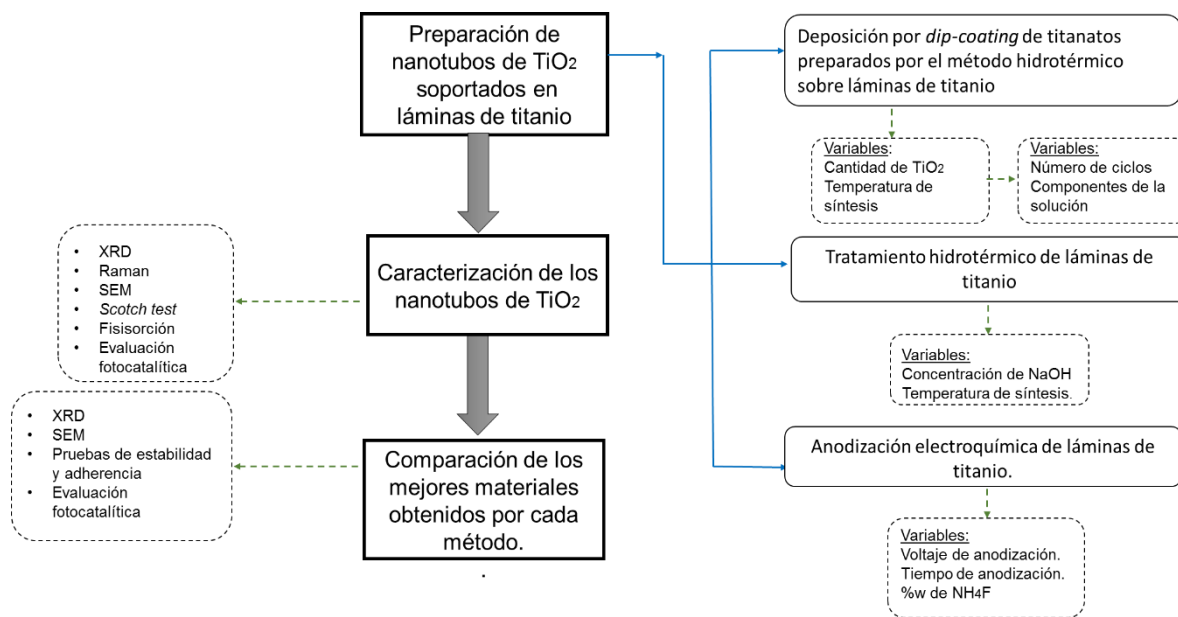 Preparación de
nanotubos de TiO2
soportados en
láminas de titanio
Deposición por dip-coating de titanatos
preparados por el método hidrotérmico
sobre láminas de titanio
Variables:
Cantidad de TiO2
Temperatura de
síntesis
Variables:
Número de ciclos
Componentes de la
solución
Caracterización de los
nanotubos de TiO2
• XRD
• Raman
• SEM
• Scotch test
• Fisisorción
• Evaluación
fotocatalítica
Tratamiento hidrotérmico de láminas de
titanio
Variables:
Concentración de NaOH
Temperatura de síntesis.
Comparación de los
mejores materiales
obtenidos por cada
método.
.
• XRD
• SEM
• Pruebas de estabilidad
y adherencia
• Evaluación
fotocatalítica
Anodización electroquímica de láminas de
titanio.
Variables:
Voltaje de anodización.
Tiempo de anodización.
%w de NH4F